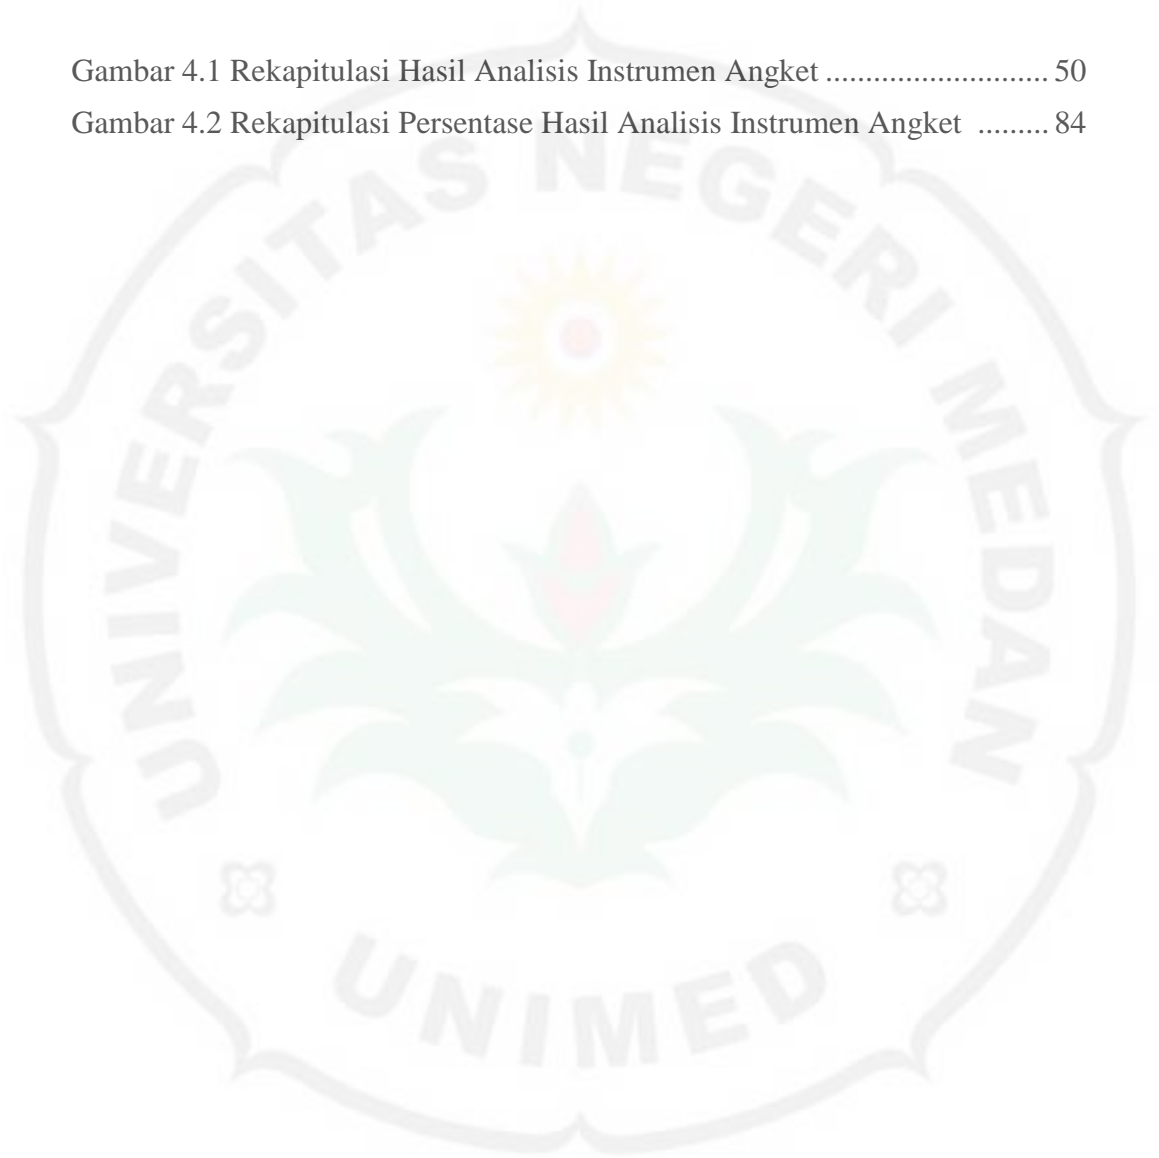 Gambar 4.1 Rekapitulasi Hasil Analisis Instrumen Angket ............................ 50
Gambar 4.2 Rekapitulasi Persentase Hasil Analisis Instrumen Angket ......... 84
UNIVERSITAS NEGERI MEDAN
UNIMED